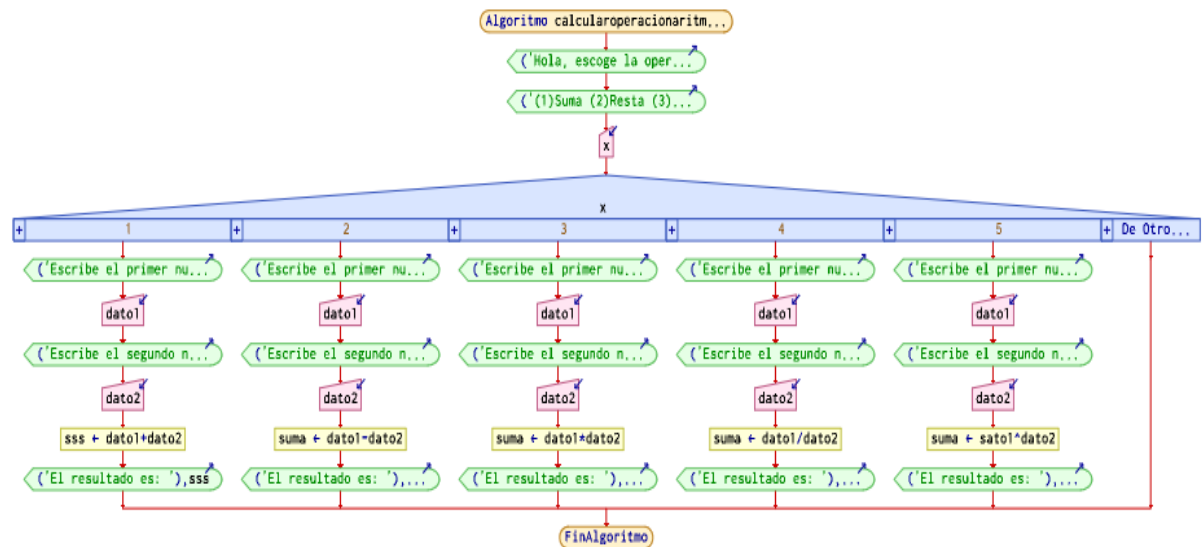 Algoritmo calcularoperacionaritm...
('Hola, escoge la oper...
('(1)Suma (2)Resta (3)...
x
x
+ 1 + 2 + 3 + 4 + 5 + De Otro...
('Escribe el primer nu... ('Escribe el primer nu... ('Escribe el primer nu... ('Escribe el primer nu... ('Escribe el primer nu...
dato1 dato1 dato1 dato1 dato1
('Escribe el segundo n... ('Escribe el segundo n... ('Escribe el segundo n... ('Escribe el segundo n... ('Escribe el segundo n...
dato2 dato2 dato2 dato2 dato2
sss ← dato1+dato2 suma ← dato1-dato2 suma ← dato1*dato2 suma ← dato1/dato2 suma ← sato1^dato2
('El resultado es: '),sss ('El resultado es: '),... ('El resultado es: '),... ('El resultado es: '),... ('El resultado es: '),...
FinAlgoritmo